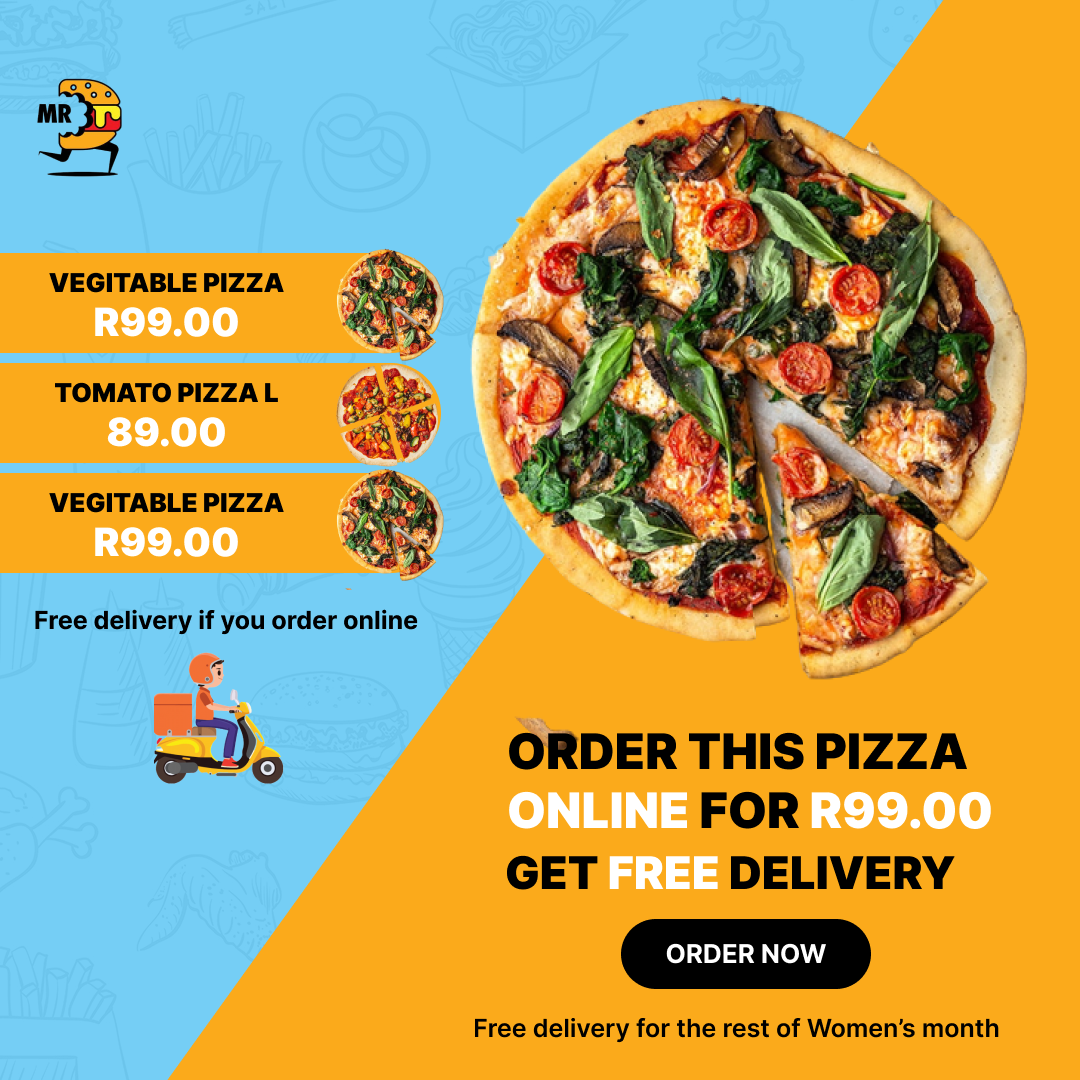 SALT
MR
VEGITABLE PIZZA
R99.00
TOMATO PIZZA L
89.00
VEGITABLE PIZZA
R99.00
Free delivery if you order online
ORDER THIS PIZZA
ONLINE FOR R99.00
GET FREE DELIVERY
ORDER NOW
Free delivery for the rest of Women’s month